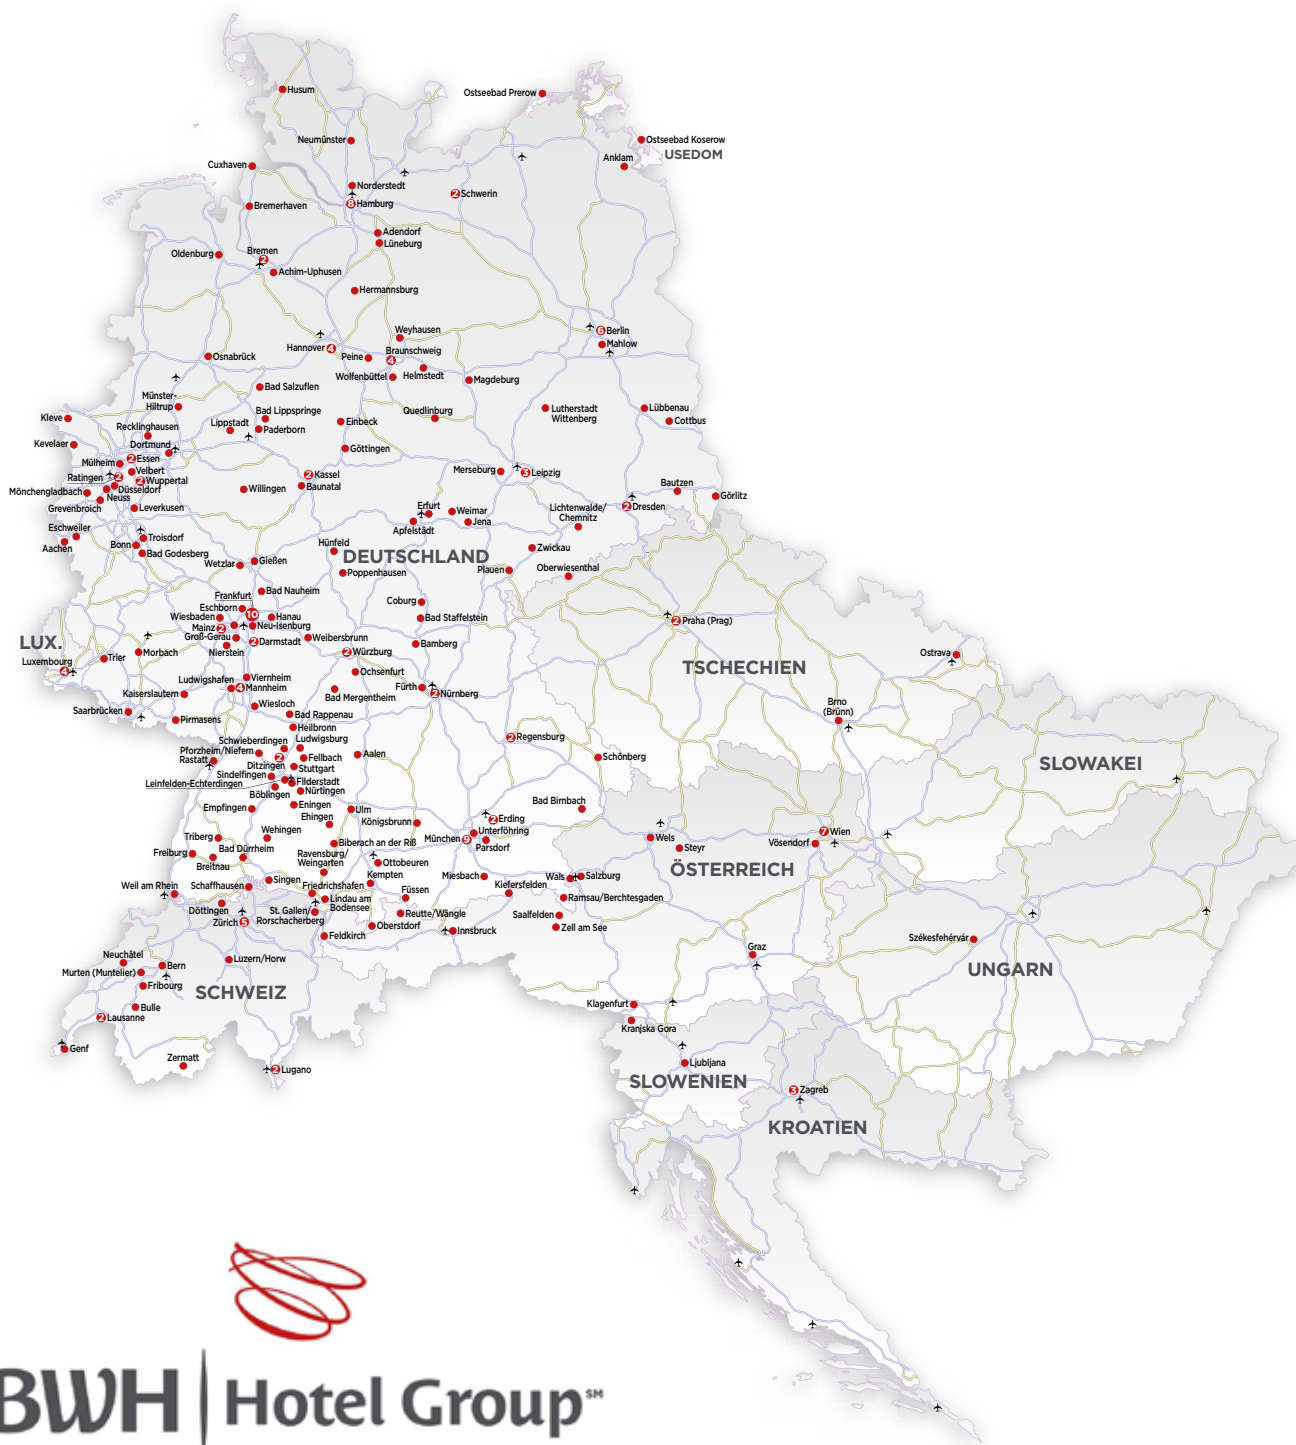 Husum
Ostseebad Prerow
Neumünster
Ostseebad Koserow
USEDOM
Anklam
Cuxhaven
Norderstedt
2 Schwerin
8 Hamburg
Bremerhaven
Adendorf
Lüneburg
Oldenburg
Bremen
2
Achim-Uphusen
Hermannsburg
Weyhausen
6 Berlin
Mahlow
Hannover 4
Peine
Braunschweig
4
Osnabrück
Wolfenbüttel
Helmstedt
Magdeburg
Bad Salzuflen
Münster-
Hiltrup
Kleve
Bad Lippspringe
Lippstadt
Paderborn
Einbeck
Quedlinburg
Lutherstadt
Wittenberg
Lübbenau
Cottbus
Recklinghausen
Kevelaer
Dortmund
Göttingen
2 Essen
Mülheim
Velbert
Ratingen 2
2 Wuppertal
2 Kassel
Baunatal
Merseburg
3 Leipzig
Mönchengladbach
Düsseldorf
Neuss
Willingen
Bautzen
Görlitz
Grevenbroich
Leverkusen
Erfurt
Weimar
Apfelstädt
Jena
Lichtenwalde/
Chemnitz
2 Dresden
Eschweiler
Aachen
Troisdorf
Bonn
Bad Godesberg
Hünfeld
DEUTSCHLAND
Zwickau
Wetzlar
Gießen
Poppenhausen
Plauen
Oberwiesenthal
Frankfurt
10
Bad Nauheim
Coburg
Eschborn
Wiesbaden
Hanau
Mainz 2
Neu-Isenburg
Bad Staffelstein
2 Praha (Prag)
Groß-Gerau
Nierstein
2 Darmstadt
Weibersbrunn
Bamberg
LUX.
Luxembourg
4
Trier
Morbach
2 Würzburg
TSCHECHIEN
Ostrava
Ludwigshafen
Viernheim
Ochsenfurt
Kaiserslautern
4 Mannheim
Bad Mergentheim
Fürth
2 Nürnberg
Saarbrücken
Pirmasens
Wiesloch
Bad Rappenau
Heilbronn
Brno
(Brünn)
Schwieberdingen
Ludwigsburg
2 Regensburg
Pforzheim/Niefern
2
Fellbach
Aalen
Schönberg
SLOWAKEI
Rastatt
Ditzingen
Stuttgart
Sindelfingen
Leinfelden-Echterdingen
Filderstadt
Böblingen
Nürtingen
Empfingen
Eningen
Ulm
Bad Birnbach
Ehingen
Königsbrunn
2 Erding
Triberg
Wehingen
Biberach an der Riß
München 9
Unterföhring
Parsdorf
Wels
Steyr
7 Wien
Vösendorf
Freiburg
Bad Dürrheim
Breitnau
Ravensburg/
Weingarten
Ottobeuren
ÖSTERREICH
Weil am Rhein
Schaffhausen
Singen
Friedrichshafen
Kempten
Miesbach
Wals
Salzburg
Döttingen
Lindau am
Bodensee
Füssen
Kiefersfelden
Ramsau/Berchtesgaden
Zürich 5
St. Gallen/
Rorschacherberg
Reutte/Wängle
Saalfelden
Oberstdorf
Innsbruck
Zell am See
Feldkirch
Székesfehérvár
Neuchâtel
Bern
Luzern/Horw
Graz
UNGARN
Murten (Muntelier)
Fribourg
SCHWEIZ
Bulle
Klagenfurt
2 Lausanne
Kranjska Gora
Genf
Zermatt
2 Lugano
Ljubljana
SLOWENIEN
3 Zagreb
KROATIEN
BWH Hotel Group℠